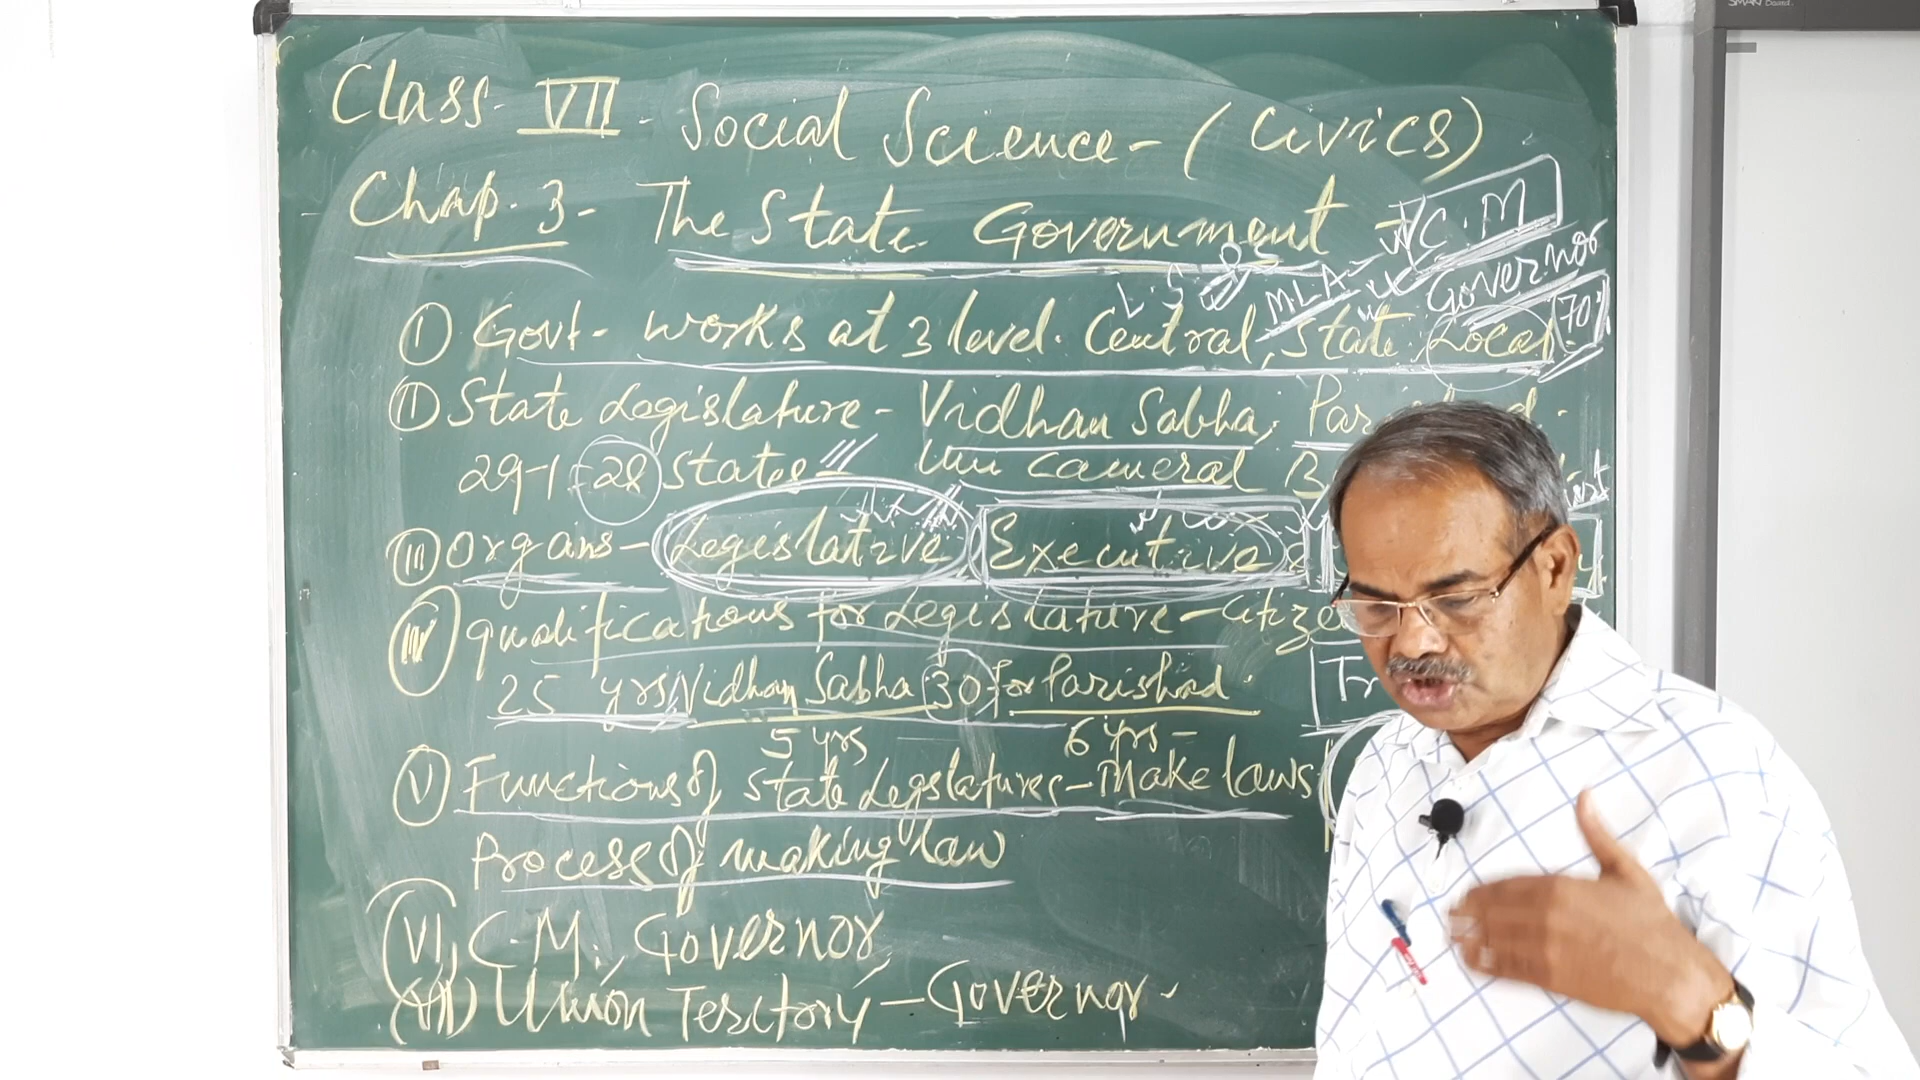 Class - VII - Social Science - (Civics)
Chap. 3 - The State Government - C.M
L.S MLA Governor
I Govt- works at 3 level. Central, State Local 70
II State Legislature - Vidhan Sabha,
29-1=28 States - Uni cameral B
III Organs - Legislative, Executive &
IV Qualifications for Legislature - Citize
25 yrs Vidhan Sabha 30 for Parishad.
5 yrs 6 yrs -
V Functions of State Legslatures - Make laws
Process of making law
VI, C.M., Governor
VII) Union Territory - Governor -